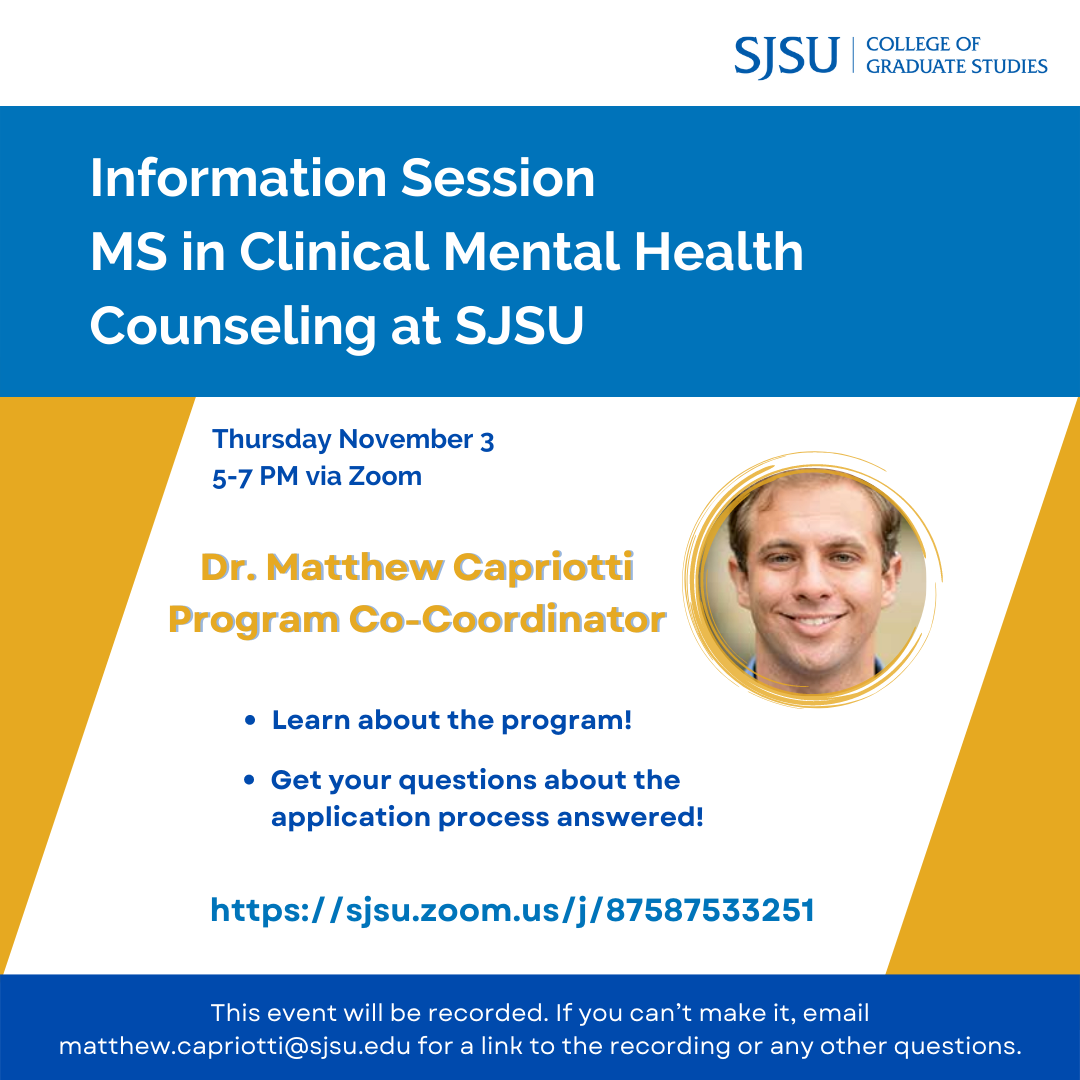 SJSU | COLLEGE OF
GRADUATE STUDIES
Information Session
MS in Clinical Mental Health
Counseling at SJSU
Thursday November 3
5-7 PM via Zoom
Dr. Matthew Capriotti
Program Co-Coordinator
• Learn about the program!
• Get your questions about the
application process answered!
https://sjsu.zoom.us/j/87587533251
This event will be recorded. If you can’t make it, email
matthew.capriotti@sjsu.edu for a link to the recording or any other questions.